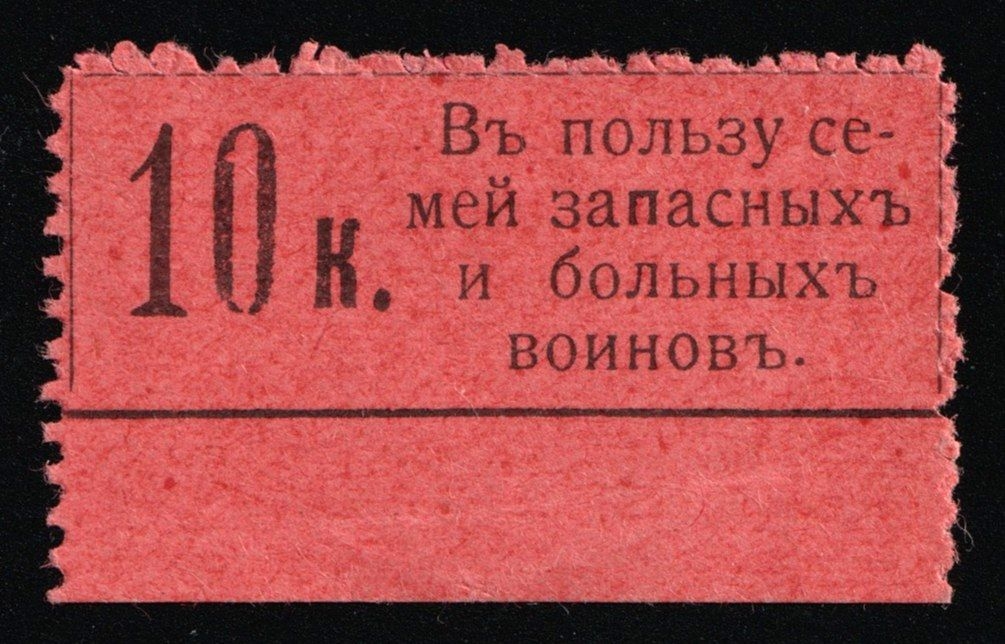 10 к.
Въ пользу се-
мей запасныхъ
и больныхъ
воиновъ.